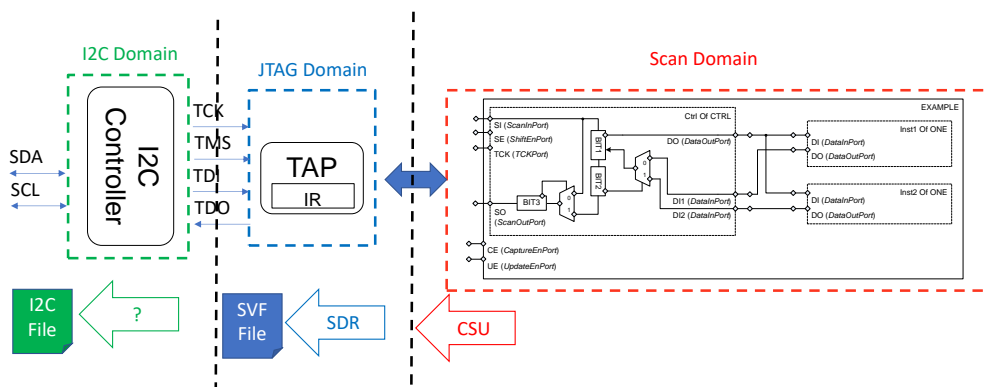 I2C Domain
JTAG Domain
Scan Domain
SDA
SCL
I2C
Controller
TCK
TMS
TDI
TDO
TAP
IR
EXAMPLE
Ctrl Of CTRL
SI (ScanInPort)
SE (ShiftEnPort)
TCK (TCKPort)
BIT1
BIT2
BIT3
0
1
0
1
SO
(ScanOutPort)
DO (DataOutPort)
DI1 (DataInPort)
DI2 (DataInPort)
Inst1 Of ONE
DI (DataInPort)
DO (DataOutPort)
Inst2 Of ONE
DI (DataInPort)
DO (DataOutPort)
CE (CaptureEnPort)
UE (UpdateEnPort)
I2C
File
?
SVF
File
SDR
CSU